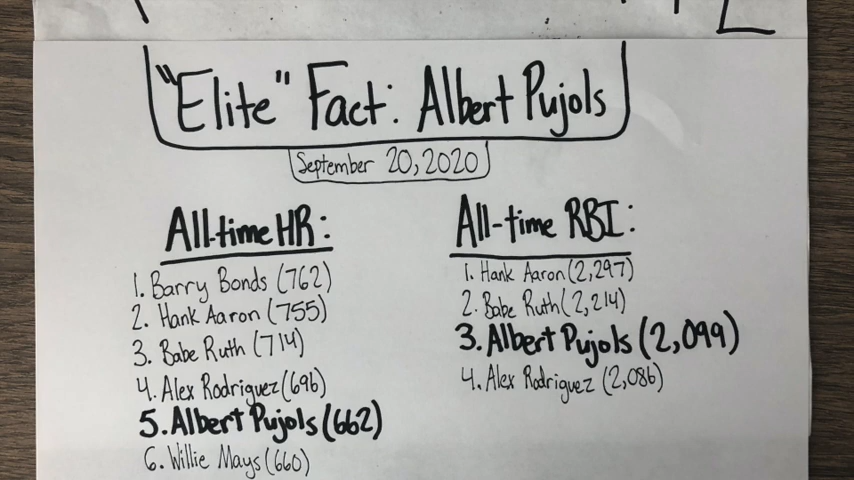 "Elite" Fact: Albert Pujols
September 20, 2020
All-time HR:
1. Barry Bonds (762)
2. Hank Aaron (755)
3. Babe Ruth (714)
4. Alex Rodriguez (696)
5. Albert Pujols (662)
6. Willie Mays (660)
All-time RBI:
1. Hank Aaron (2,297)
2. Babe Ruth (2,214)
3. Albert Pujols (2,099)
4. Alex Rodriguez (2,086)